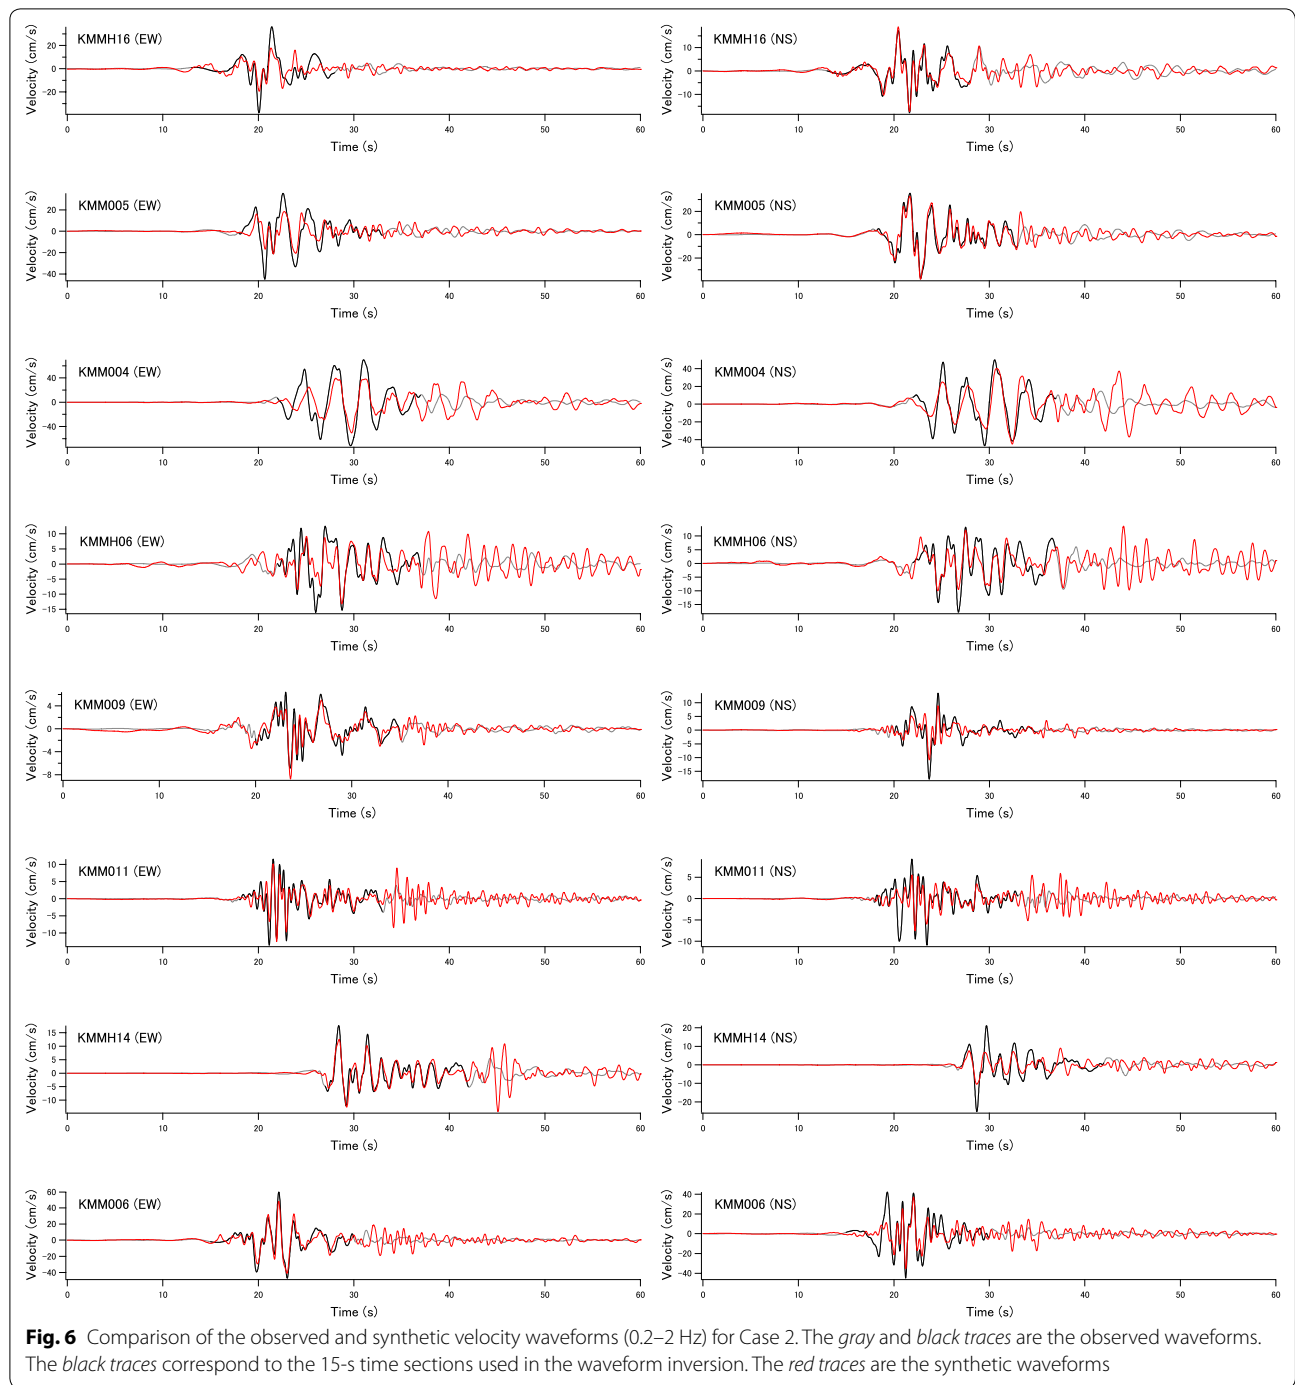 KMMH16 (EW)
Velocity (cm/s)
20
0
-20
0 10 20 30 40 50 60
Time (s)
KMMH16 (NS)
Velocity (cm/s)
10
0
-10
0 10 20 30 40 50 60
Time (s)
KMM005 (EW)
Velocity (cm/s)
20
0
-20
-40
0 10 20 30 40 50 60
Time (s)
KMM005 (NS)
Velocity (cm/s)
20
0
-20
0 10 20 30 40 50 60
Time (s)
KMM004 (EW)
Velocity (cm/s)
40
0
-40
0 10 20 30 40 50 60
Time (s)
KMM004 (NS)
Velocity (cm/s)
40
20
0
-20
-40
0 10 20 30 40 50 60
Time (s)
KMMH06 (EW)
Velocity (cm/s)
10
5
0
-5
-10
-15
0 10 20 30 40 50 60
Time (s)
KMMH06 (NS)
Velocity (cm/s)
10
5
0
-5
-10
-15
0 10 20 30 40 50 60
Time (s)
KMM009 (EW)
Velocity (cm/s)
4
0
-4
-8
0 10 20 30 40 50 60
Time (s)
KMM009 (NS)
Velocity (cm/s)
10
5
0
-5
-10
-15
0 10 20 30 40 50 60
Time (s)
KMM011 (EW)
Velocity (cm/s)
10
5
0
-5
-10
0 10 20 30 40 50 60
Time (s)
KMM011 (NS)
Velocity (cm/s)
5
0
-5
-10
0 10 20 30 40 50 60
Time (s)
KMMH14 (EW)
Velocity (cm/s)
15
10
5
0
-5
-10
0 10 20 30 40 50 60
Time (s)
KMMH14 (NS)
Velocity (cm/s)
20
10
0
-10
-20
0 10 20 30 40 50 60
Time (s)
KMM006 (EW)
Velocity (cm/s)
60
40
20
0
-20
-40
0 10 20 30 40 50 60
Time (s)
KMM006 (NS)
Velocity (cm/s)
40
20
0
-20
-40
0 10 20 30 40 50 60
Time (s)
Fig. 6 Comparison of the observed and synthetic velocity waveforms (0.2–2 Hz) for Case 2. The gray and black traces are the observed waveforms.
The black traces correspond to the 15-s time sections used in the waveform inversion. The red traces are the synthetic waveforms